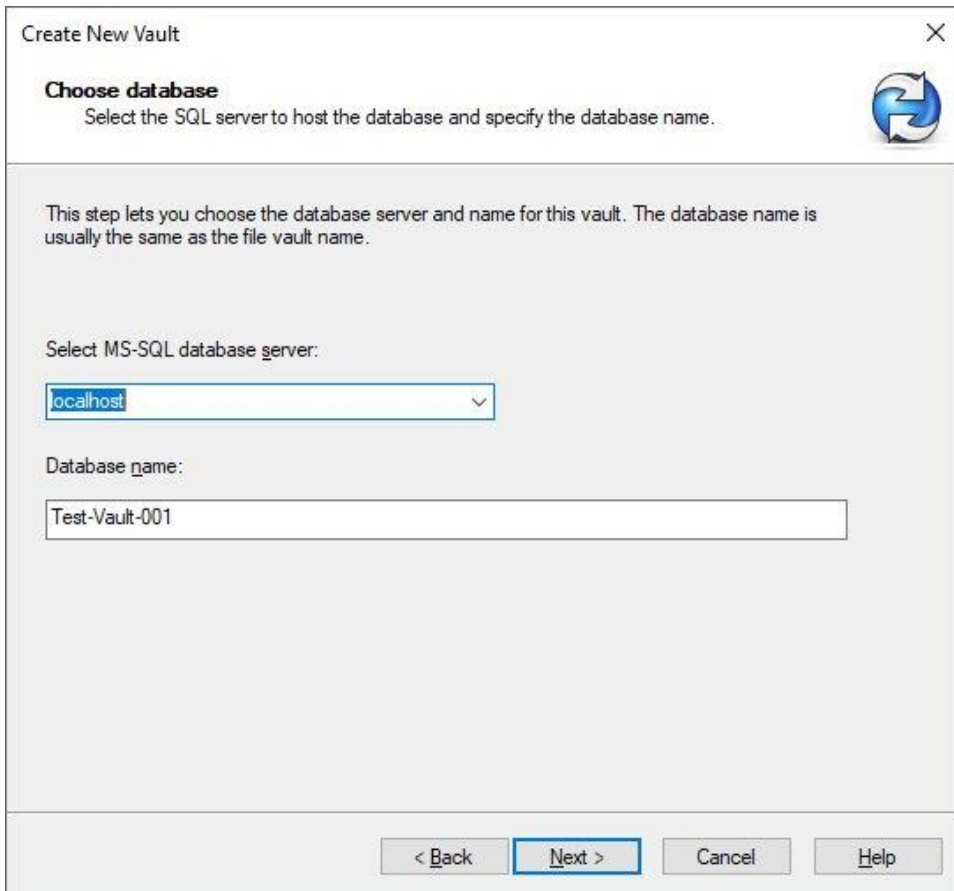 Create New Vault
Choose database
Select the SQL server to host the database and specify the database name.
This step lets you choose the database server and name for this vault. The database name is
usually the same as the file vault name.
Select MS-SQL database server:
localhost
Database name:
Test-Vault-001
< Back
Next >
Cancel
Help